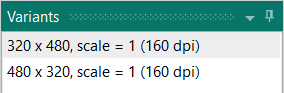 Variants
320 x 480, scale = 1 (160 dpi)
480 x 320, scale = 1 (160 dpi)